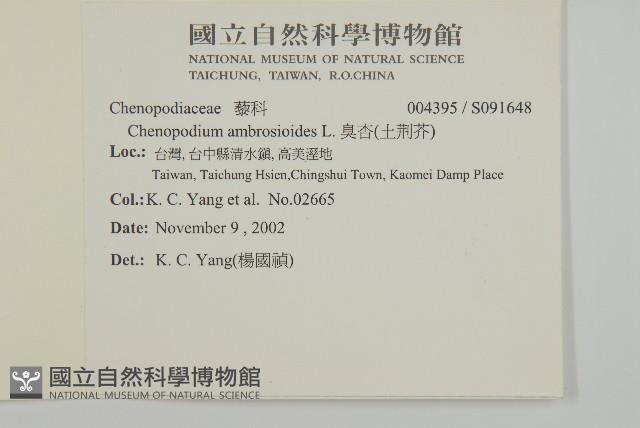 國立自然科學博物館
NATIONAL MUSEUM OF NATURAL SCIENCE
TAICHUNG, TAIWAN, R.O.CHINA
Chenopodiaceae 藜科 004395 / S091648
Chenopodium ambrosioides L. 臭杏(土荆芥)
Loc.: 台灣, 台中縣清水鎮, 高美溼地
Taiwan, Taichung Hsien,Chingshui Town, Kaomei Damp Place
Col.: K. C. Yang et al. No.02665
Date: November 9 , 2002
Det.: K. C. Yang(楊國禎)
國立自然科學博物館
NATIONAL MUSEUM OF NATURAL SCIENCE